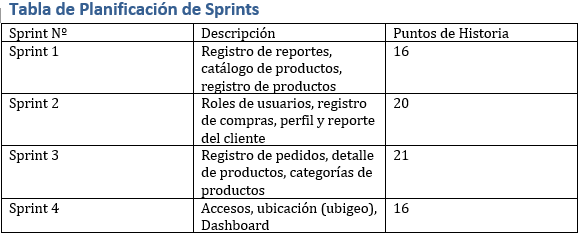 Tabla de Planificación de Sprints
Sprint Nº Descripción Puntos de Historia
Sprint 1 Registro de reportes, 16
catálogo de productos,
registro de productos
Sprint 2 Roles de usuarios, registro 20
de compras, perfil y reporte
del cliente
Sprint 3 Registro de pedidos, detalle 21
de productos, categorías de
productos
Sprint 4 Accesos, ubicación (ubigeo), 16
Dashboard